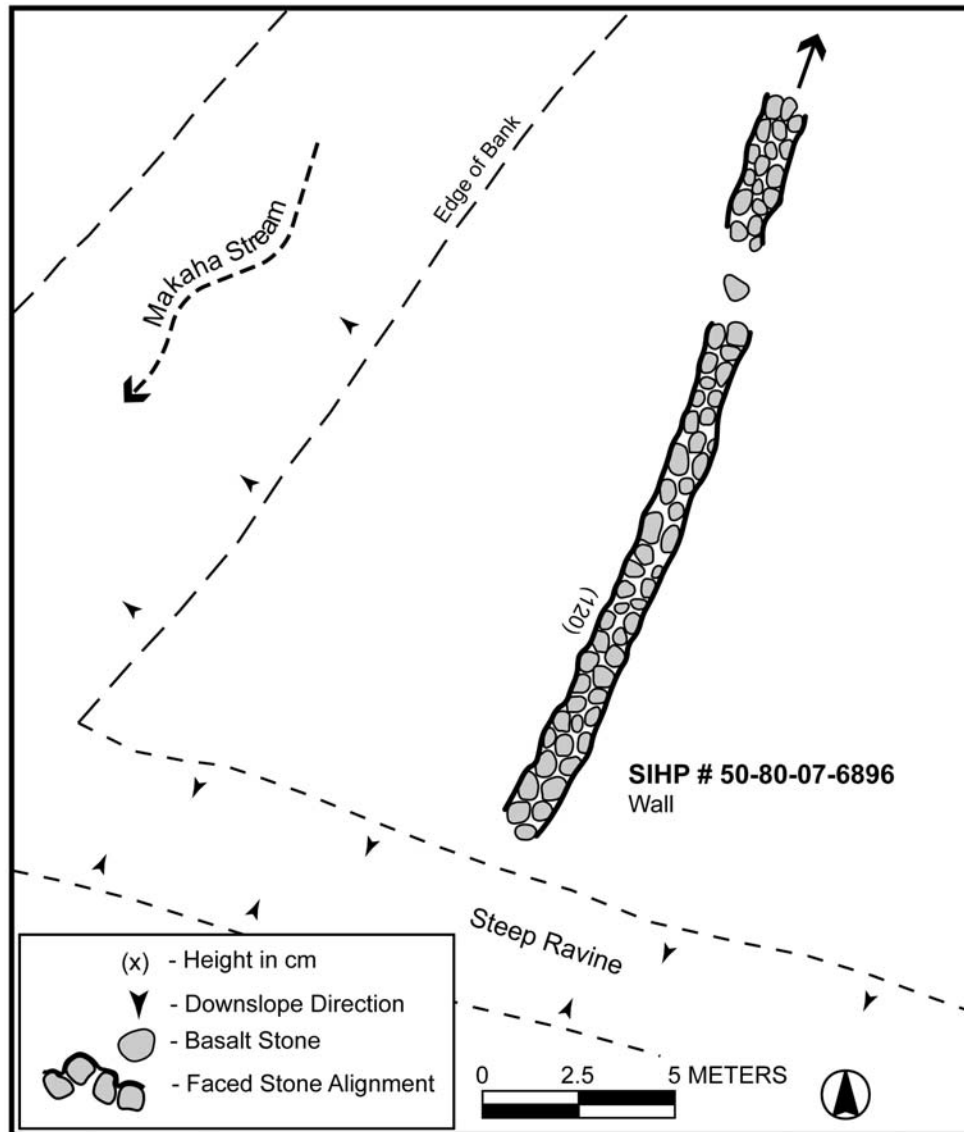 Edge of Bank
Makaha Stream
(120)
SIHP # 50-80-07-6896
Wall
Steep Ravine
(x) - Height in cm
- Downslope Direction
- Basalt Stone
- Faced Stone Alignment
0 2.5 5 METERS